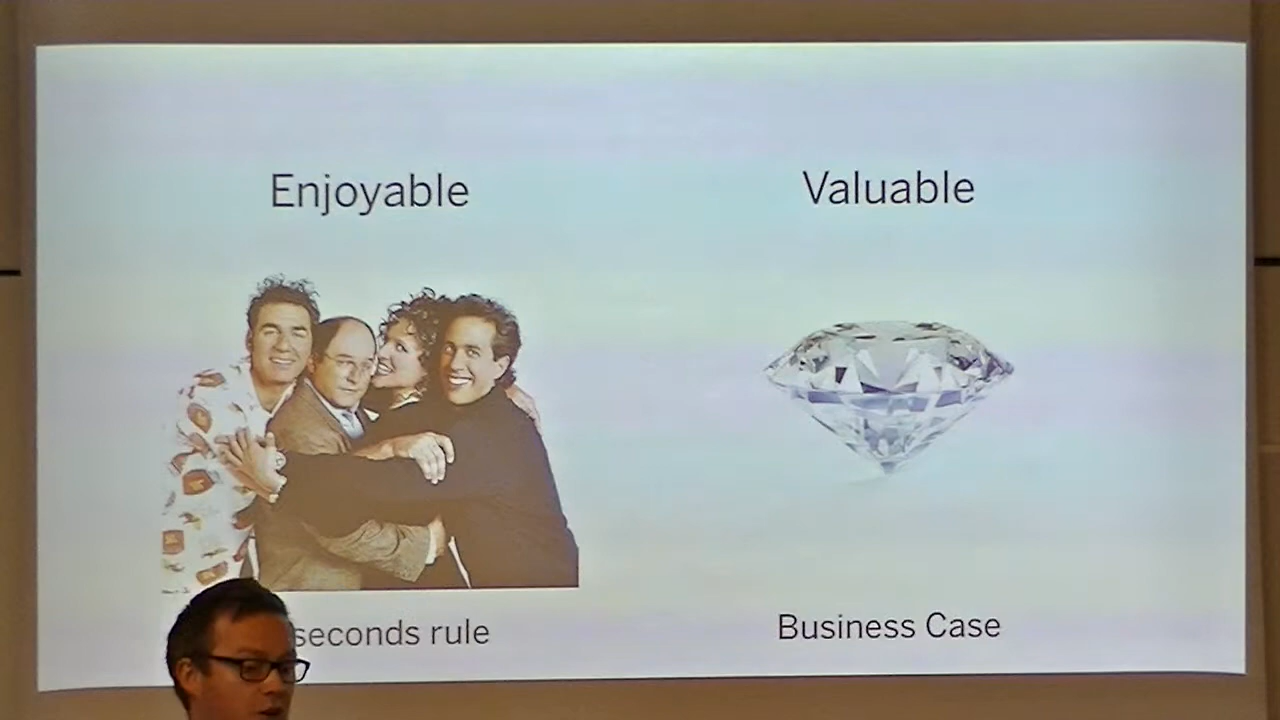 Enjoyable
Valuable
seconds rule
Business Case